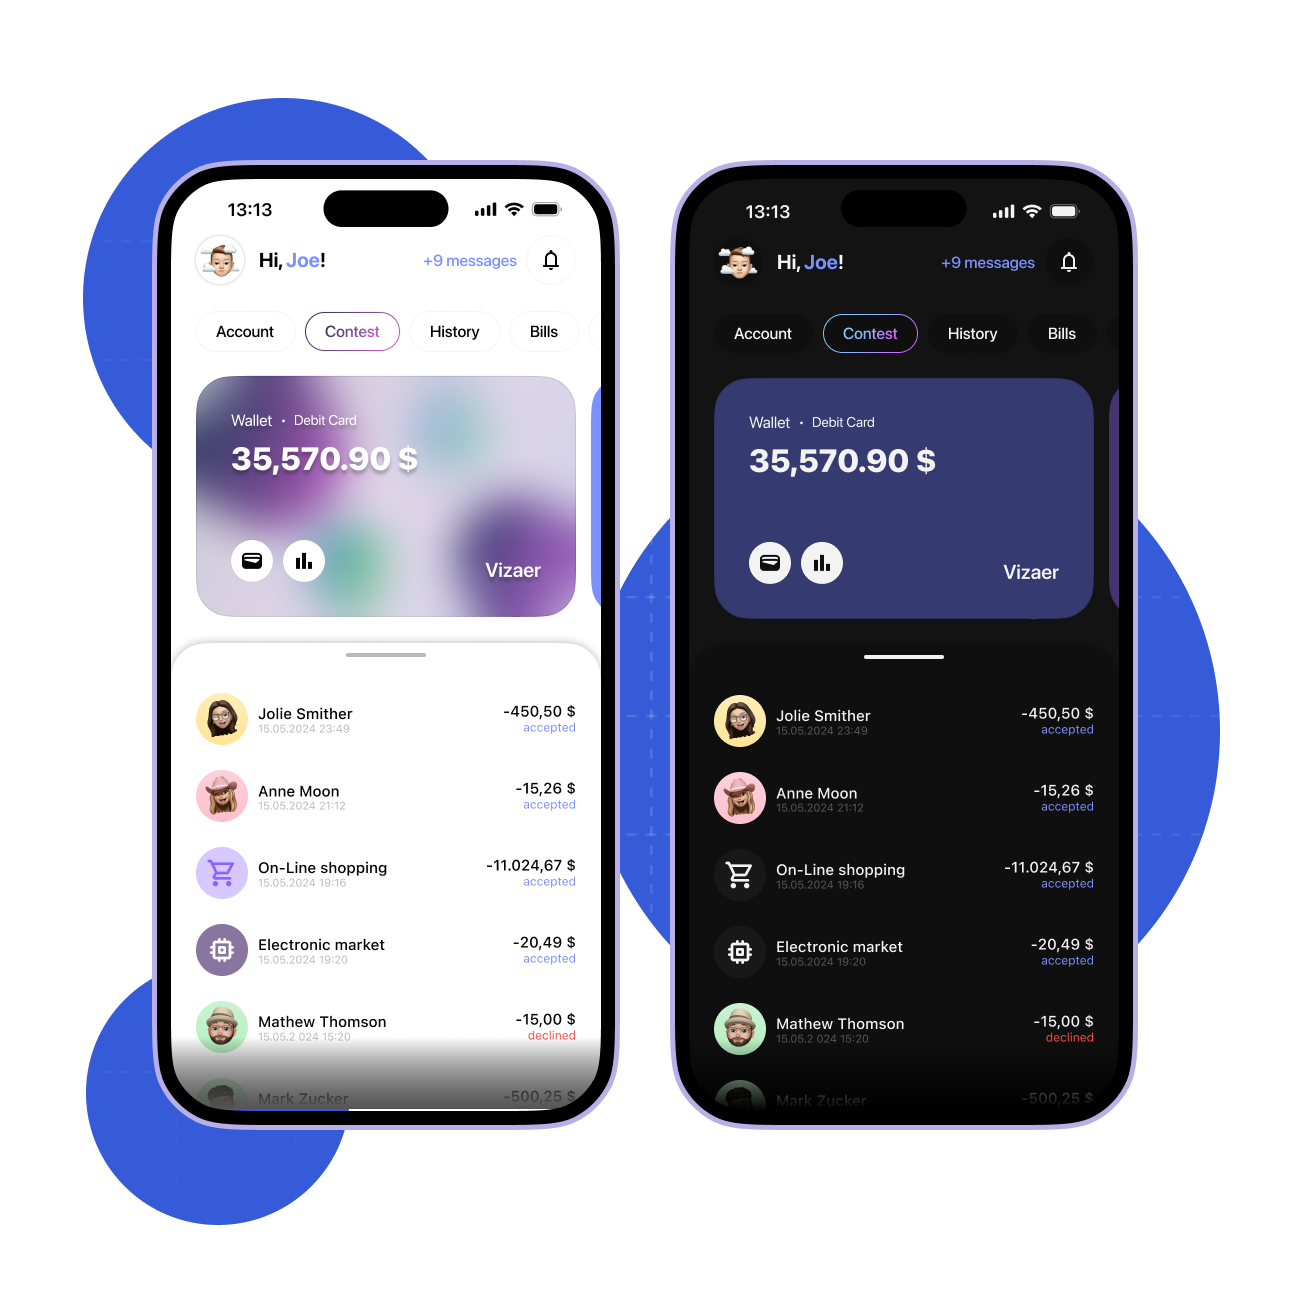 13:13
Hi, Joe!
+9 messages
Account
Contest
History
Bills
Wallet • Debit Card
35,570.90 $
Vizaer
Jolie Smither
-450,50 $
15.05.2024 23:49
accepted
Anne Moon
-15,26 $
15.05.2024 21:12
accepted
On-Line shopping
-11.024,67 $
15.05.2024 19:16
accepted
Electronic market
-20,49 $
15.05.2024 19:20
accepted
Mathew Thomson
-15,00 $
15.05.2 024 15:20
declined
Mark Zucker
-500,25 $
13:13
Hi, Joe!
+9 messages
Account
Contest
History
Bills
Wallet • Debit Card
35,570.90 $
Vizaer
Jolie Smither
-450,50 $
15.05.2024 23:49
accepted
Anne Moon
-15,26 $
15.05.2024 21:12
accepted
On-Line shopping
-11.024,67 $
15.05.2024 19:16
accepted
Electronic market
-20,49 $
15.05.2024 19:20
accepted
Mathew Thomson
-15,00 $
15.05.2 024 15:20
declined
Mark Zucker
-500,25 $